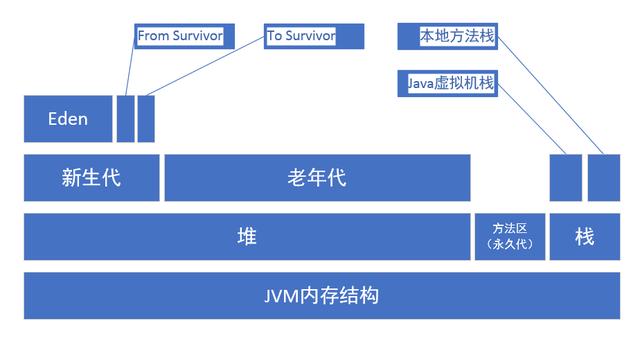 From Survivor
To Survivor
本地方法栈
Java虚拟机栈
Eden
新生代
老年代
堆
方法区
（永久代）
栈
JVM内存结构